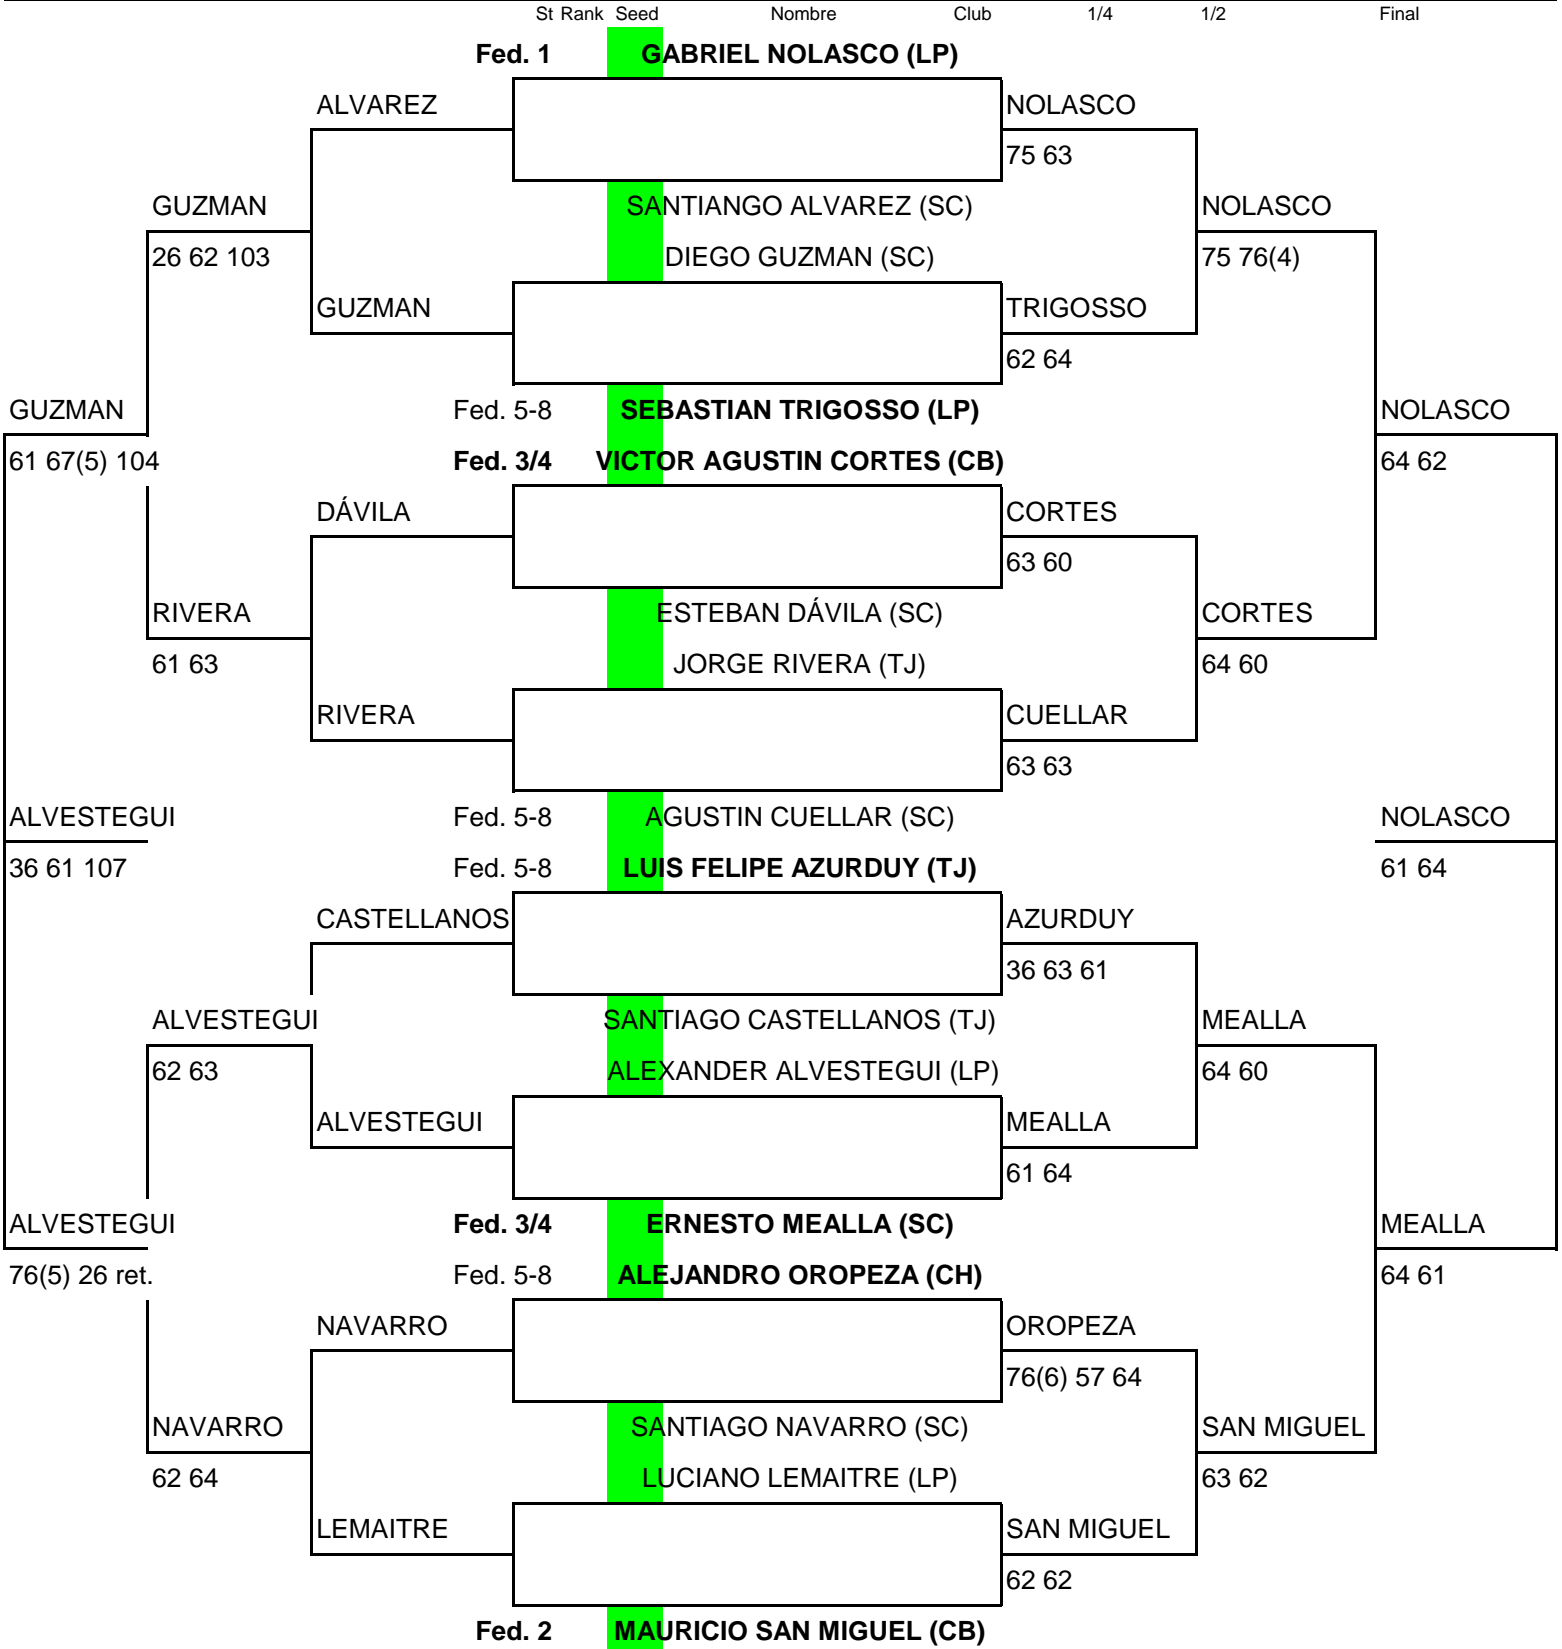 St Rank Seed Nombre Club 1/4 1/2 Final
Fed. 1 GABRIEL NOLASCO (LP)
ALVAREZ NOLASCO
75 63
GUZMAN SANTIANGO ALVAREZ (SC) NOLASCO
26 62 103 DIEGO GUZMAN (SC) 75 76(4)
GUZMAN TRIGOSSO
62 64
GUZMAN Fed. 5-8 SEBASTIAN TRIGOSSO (LP) NOLASCO
61 67(5) 104 Fed. 3/4 VICTOR AGUSTIN CORTES (CB) 64 62
DÁVILA CORTES
63 60
RIVERA ESTEBAN DÁVILA (SC) CORTES
61 63 JORGE RIVERA (TJ) 64 60
RIVERA CUELLAR
63 63
ALVESTEGUI Fed. 5-8 AGUSTIN CUELLAR (SC) NOLASCO
36 61 107 Fed. 5-8 LUIS FELIPE AZURDUY (TJ) 61 64
CASTELLANOS AZURDUY
36 63 61
ALVESTEGUI SANTIAGO CASTELLANOS (TJ) MEALLA
62 63 ALEXANDER ALVESTEGUI (LP) 64 60
ALVESTEGUI MEALLA
61 64
ALVESTEGUI Fed. 3/4 ERNESTO MEALLA (SC) MEALLA
76(5) 26 ret. Fed. 5-8 ALEJANDRO OROPEZA (CH) 64 61
NAVARRO OROPEZA
76(6) 57 64
NAVARRO SANTIAGO NAVARRO (SC) SAN MIGUEL
62 64 LUCIANO LEMAITRE (LP) 63 62
LEMAITRE SAN MIGUEL
62 62
Fed. 2 MAURICIO SAN MIGUEL (CB)